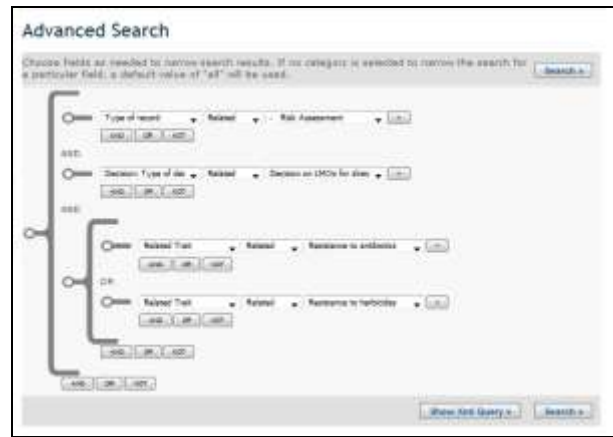 Advanced Search
Choose fields as needed to narrow search results. If no category is selected to narrow the search for
a particular field, a default value of "all" will be used.
Search »
Type of record Related - Risk Assessment
AND OR NOT
AND
Decision: Type of dec Related Decision on LMOs for direc
AND OR NOT
AND
Related Trait Related Resistance to antibiotics
AND OR NOT
OR
Related Trait Related Resistance to herbicides
AND OR NOT
AND OR NOT
AND OR NOT
Show Query » Search »